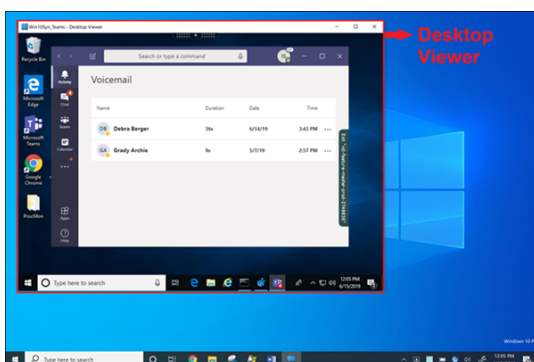 Win10Syn_Teams - Desktop Viewer
Desktop
Viewer
Recycle Bin
Search or type a command
Microsoft
Edge
Activity
Voicemail
Chat
Name Duration Date Time
Microsoft
Teams
Teams
DB Debra Berger 36s 6/14/19 3:43 PM ...
Calendar
GA Grady Archie 9s 5/7/19 2:57 PM ...
Google
Chrome
ProcMon
Apps
Help
Type here to search
12:05 PM
6/15/2019
Windows 10 P
Type here to search
12:05 PM